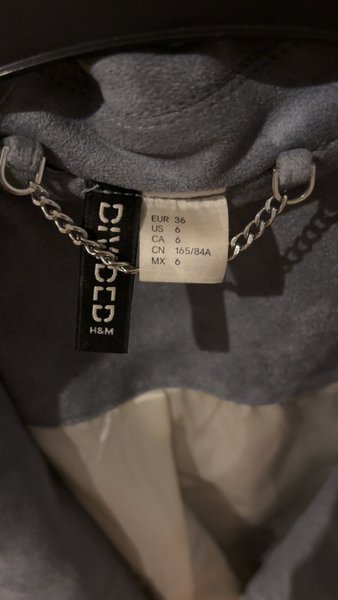 DIVIDED
H&M
EUR 36
US 6
CA 6
CN 165/84A
MX 6